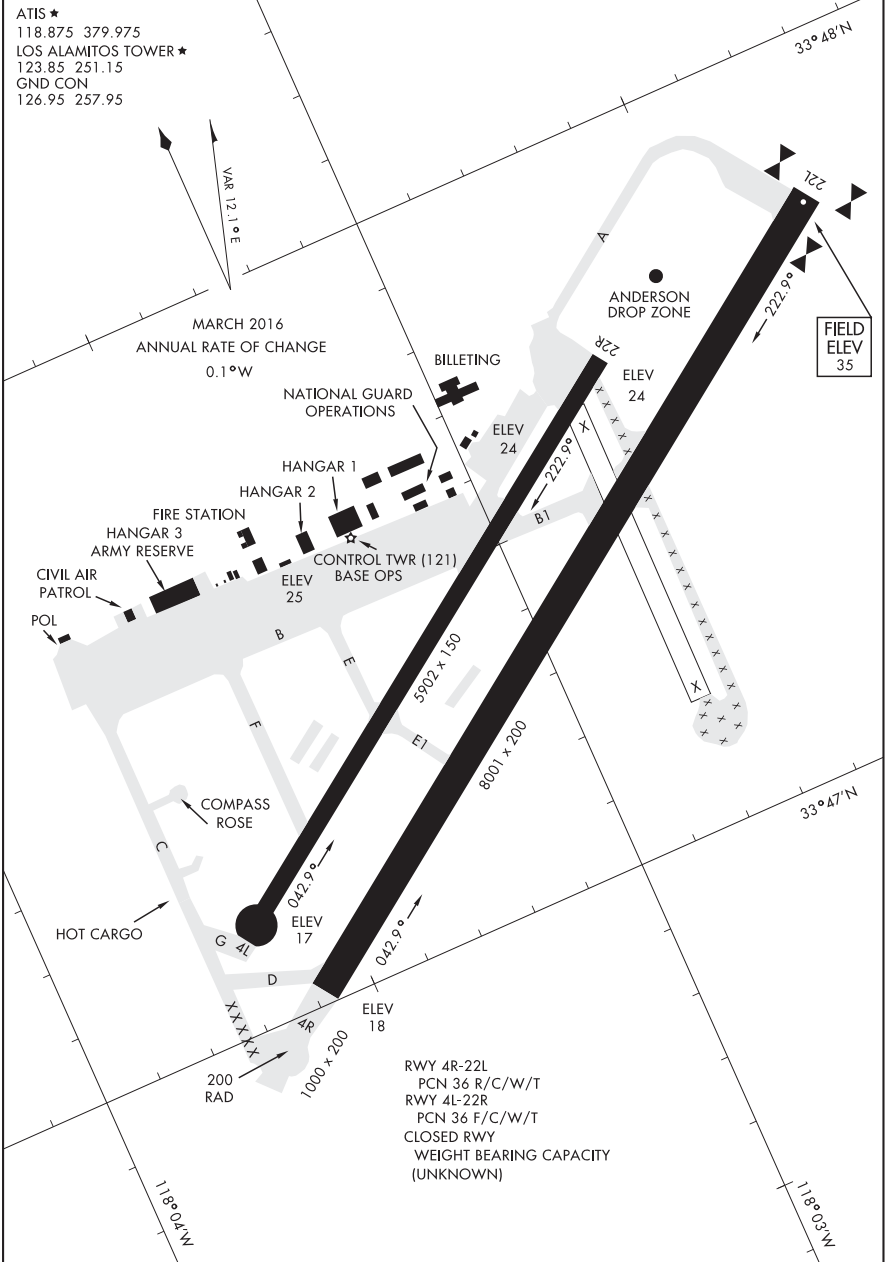 ATIS ★
118.875 379.975
LOS ALAMITOS TOWER ★
123.85 251.15
GND CON
126.95 257.95
33°48'N
VAR 12.1°E
22L
A
ANDERSON
DROP ZONE
222.9°
FIELD
ELEV
35
MARCH 2016
ANNUAL RATE OF CHANGE
0.1°W
22R
BILLETING
ELEV
24
NATIONAL GUARD
OPERATIONS
ELEV
24
X
222.9°
HANGAR 1
HANGAR 2
FIRE STATION
B1
HANGAR 3
ARMY RESERVE
CONTROL TWR (121)
BASE OPS
CIVIL AIR
PATROL
ELEV
25
POL
B
E
5902 x 150
X
F
E1
8001 x 200
33°47'N
COMPASS
ROSE
C
042.9°
HOT CARGO
ELEV
17
G
4L
042.9°
D
ELEV
18
XXXXX
4R
1000 x 200
200
RAD
RWY 4R-22L
PCN 36 R/C/W/T
RWY 4L-22R
PCN 36 F/C/W/T
CLOSED RWY
WEIGHT BEARING CAPACITY
(UNKNOWN)
118°04'W
118°03'W